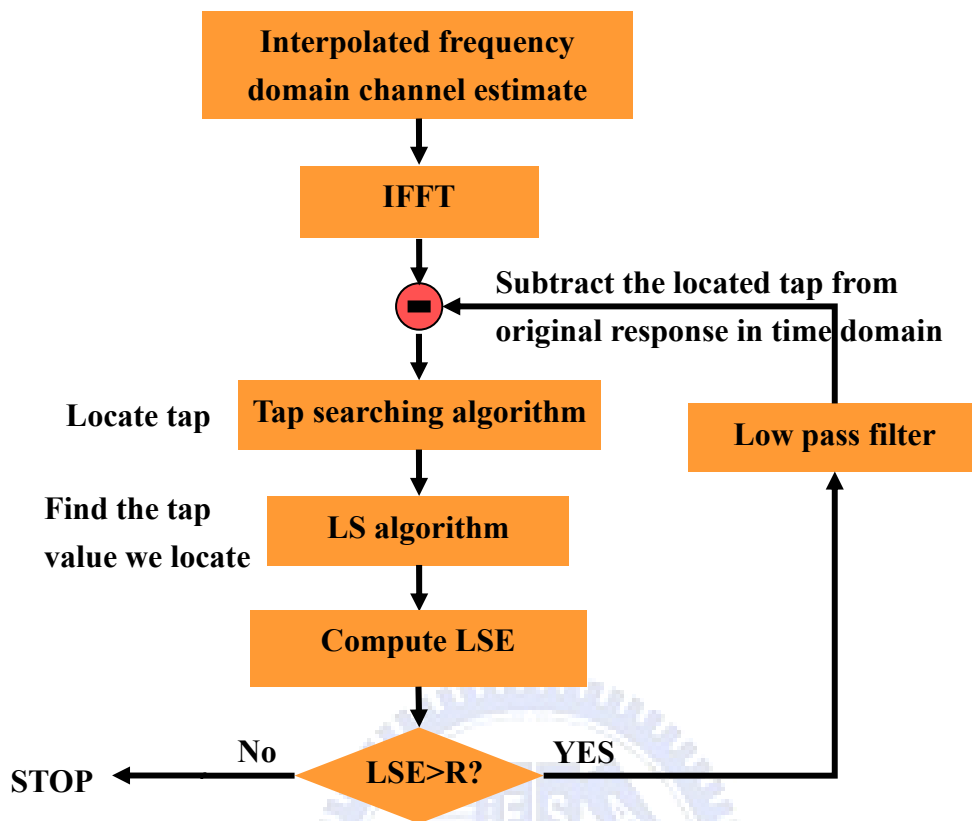 Interpolated frequency
domain channel estimate
IFFT
Subtract the located tap from
original response in time domain
Locate tap
Tap searching algorithm
Low pass filter
Find the tap
value we locate
LS algorithm
Compute LSE
No
YES
STOP
LSE>R?